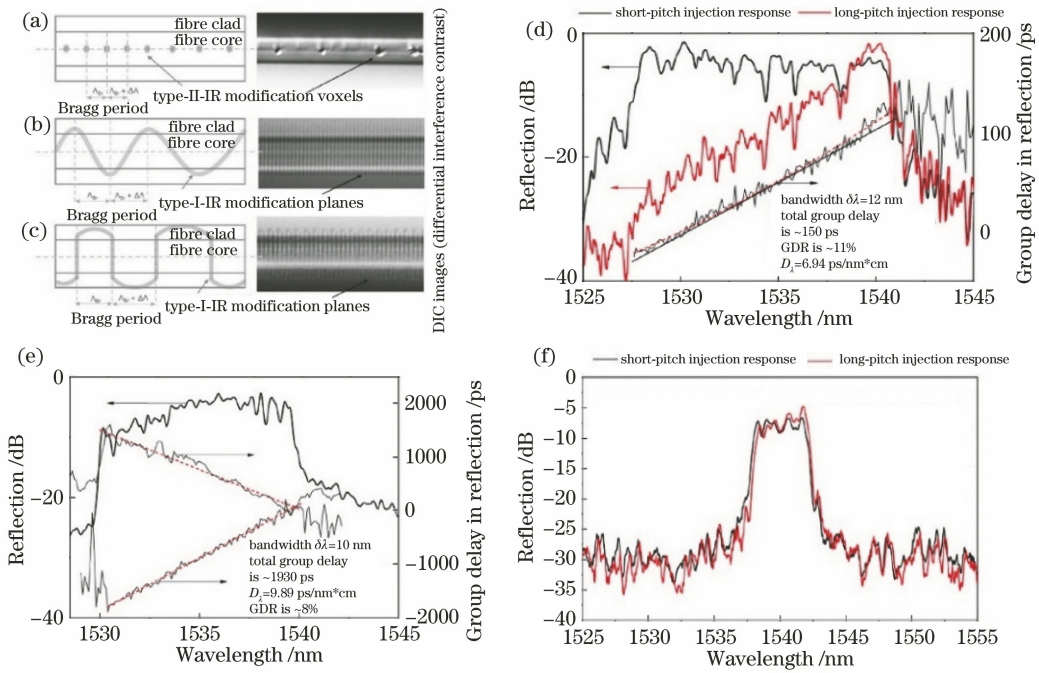 (a)
fibre clad
fibre core
Λ₀ Λ₀ + ΔΛ
Bragg period
type-II-IR modification voxels
(b)
fibre clad
fibre core
Bragg period
type-I-IR modification planes
(c)
fibre clad
fibre core
Bragg period
type-I-IR modification planes
DIC images (differential interference contrast)
(d)
short-pitch injection response
long-pitch injection response
Reflection /dB
0
−20
−40
200
100
0
Group delay in reflection /ps
bandwidth δλ=12 nm
total group delay
is ~150 ps
GDR is ~11%
Dλ=6.94 ps/nm*cm
1525 1530 1535 1540 1545
Wavelength /nm
(e)
Reflection /dB
0
−20
−40
2000
1000
0
−1000
−2000
Group delay in reflection /ps
bandwidth δλ=10 nm
total group delay
is ~1930 ps
Dλ=9.89 ps/nm*cm
GDR is ~8%
1530 1535 1540 1545
Wavelength /nm
(f)
short-pitch injection response
long-pitch injection response
Reflection /dB
0
−5
−10
−15
−20
−25
−30
−35
−40
1525 1530 1535 1540 1545 1550 1555
Wavelength /nm